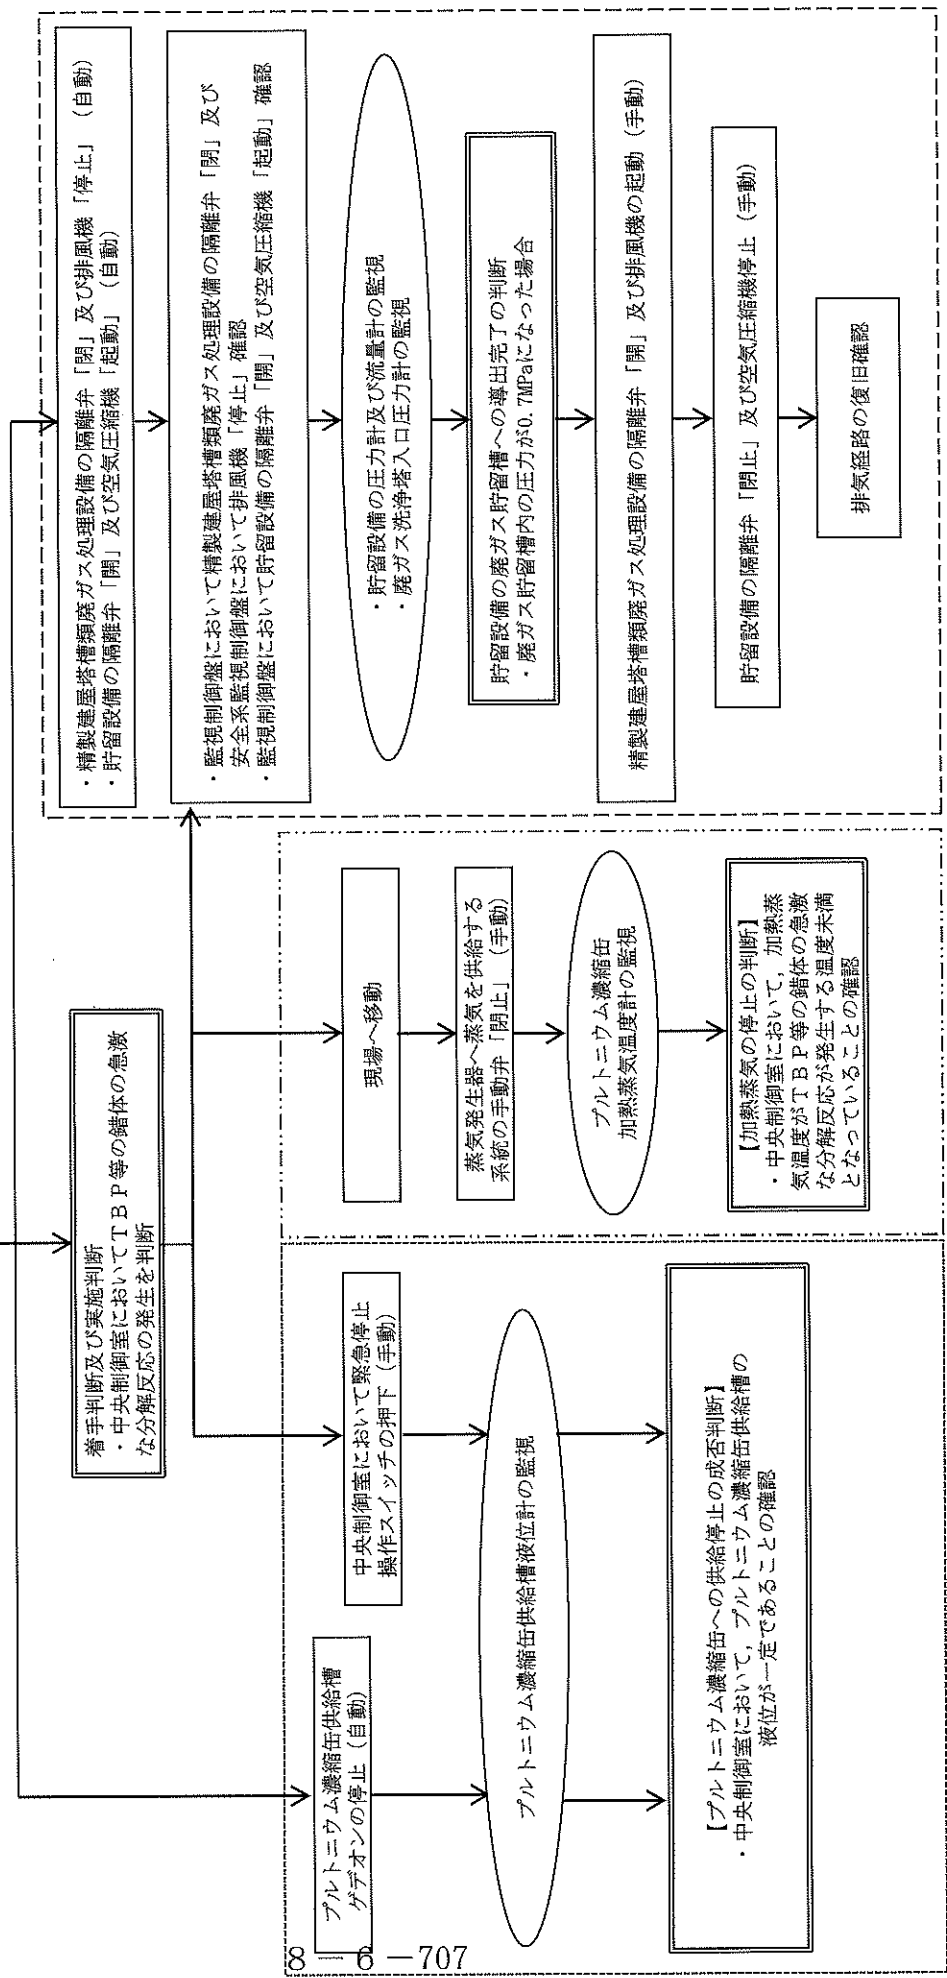 着手判断及び実施判断
・中央制御室においてＴＢＰ等の錯体の急激
な分解反応の発生を判断
プルトニウム濃縮缶供給槽
ゲデオンの停止（自動）
中央制御室において緊急停止
操作スイッチの押下（手動）
プルトニウム濃縮缶供給槽液位計の監視
【プルトニウム濃縮缶への供給停止の成否判断】
・中央制御室において，プルトニウム濃縮缶供給槽の
液位が一定であることの確認
現場へ移動
蒸気発生器へ蒸気を供給する
系統の手動弁「閉止」（手動）
プルトニウム濃縮缶
加熱蒸気温度計の監視
【加熱蒸気の停止の判断】
・中央制御室において，加熱蒸
気温度がＴＢＰ等の錯体の急激
な分解反応が発生する温度未満
となっていることの確認
・精製建屋塔槽類廃ガス処理設備の隔離弁「閉」及び排風機「停止」（自動）
・貯留設備の隔離弁「開」及び空気圧縮機「起動」（自動）
・監視制御盤において精製建屋塔槽類廃ガス処理設備の隔離弁「閉」及び
安全系監視制御盤において排風機「停止」確認
・監視制御盤において貯留設備の隔離弁「開」及び空気圧縮機「起動」確認
・貯留設備の圧力計及び流量計の監視
・廃ガス洗浄塔入口圧力計の監視
貯留設備の廃ガス貯留槽への導出完了の判断
・廃ガス貯留槽内の圧力が0.7MPaになった場合
精製建屋塔槽類廃ガス処理設備の隔離弁「開」及び排風機の起動（手動）
貯留設備の隔離弁「閉止」及び空気圧縮機停止（手動）
排気経路の復旧確認
8－6－707